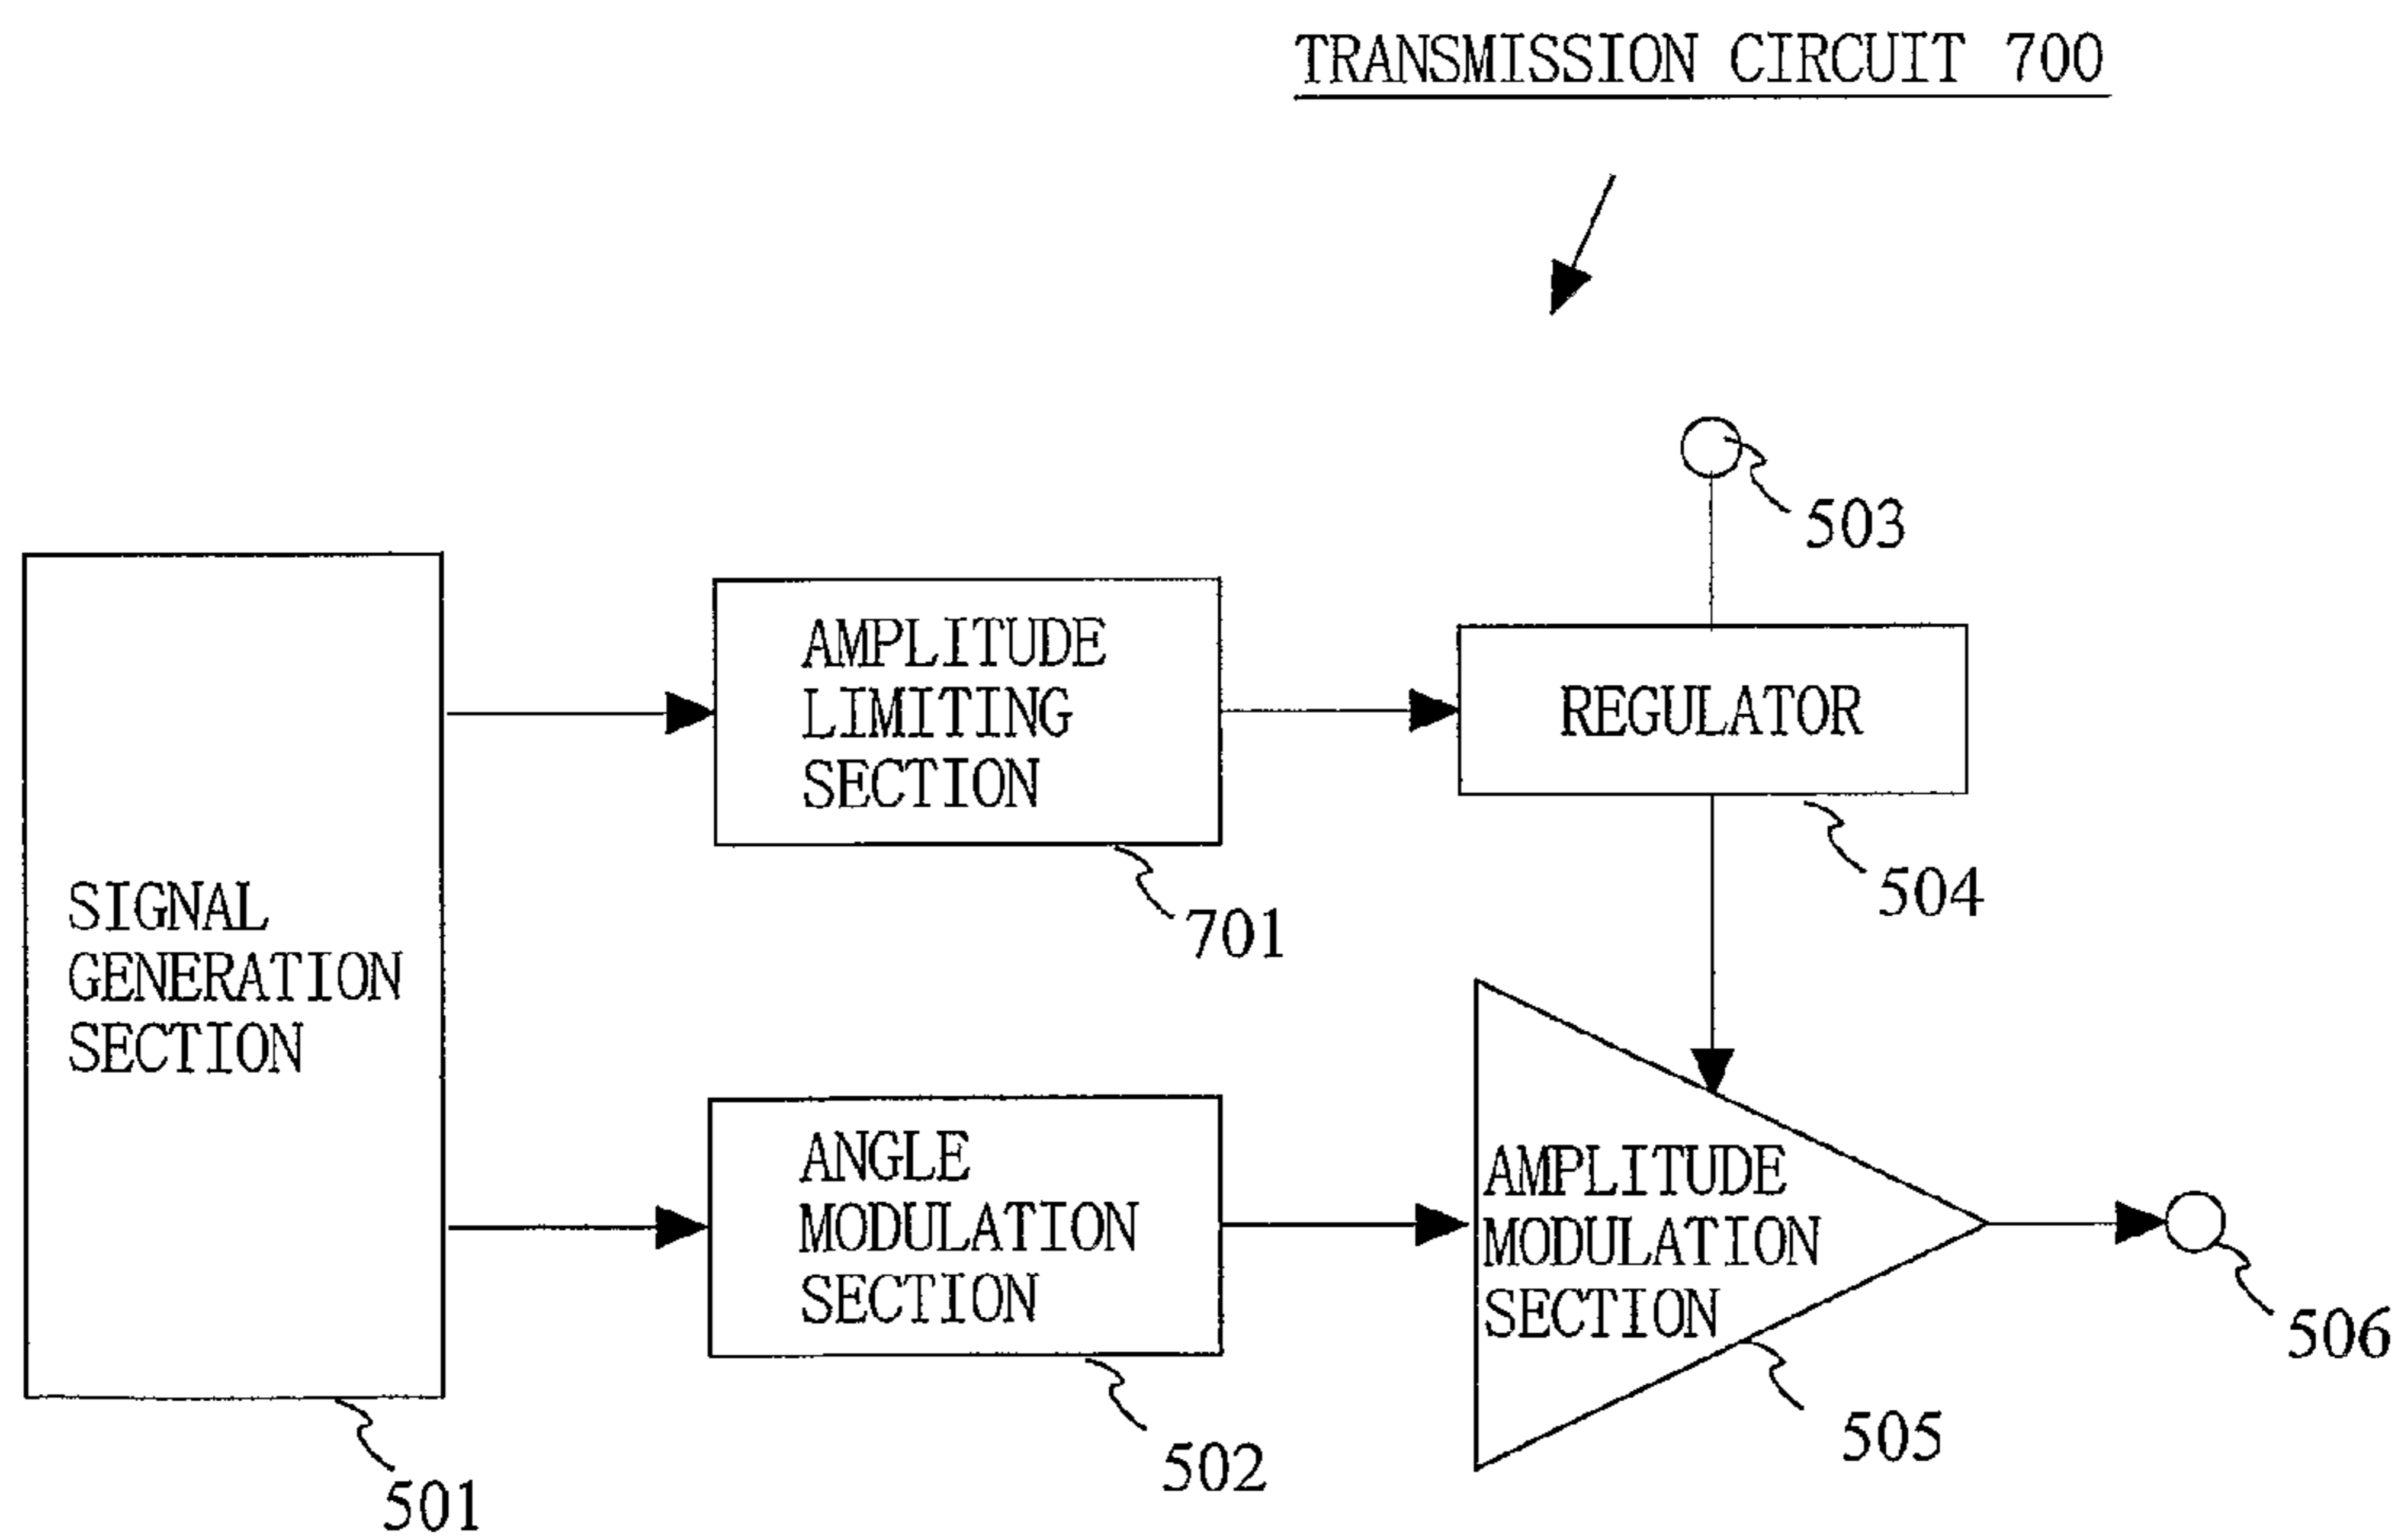 TRANSMISSION CIRCUIT 700
503
AMPLITUDE
LIMITING
SECTION
701
REGULATOR
504
SIGNAL
GENERATION
SECTION
501
ANGLE
MODULATION
SECTION
502
AMPLITUDE
MODULATION
SECTION
505
506